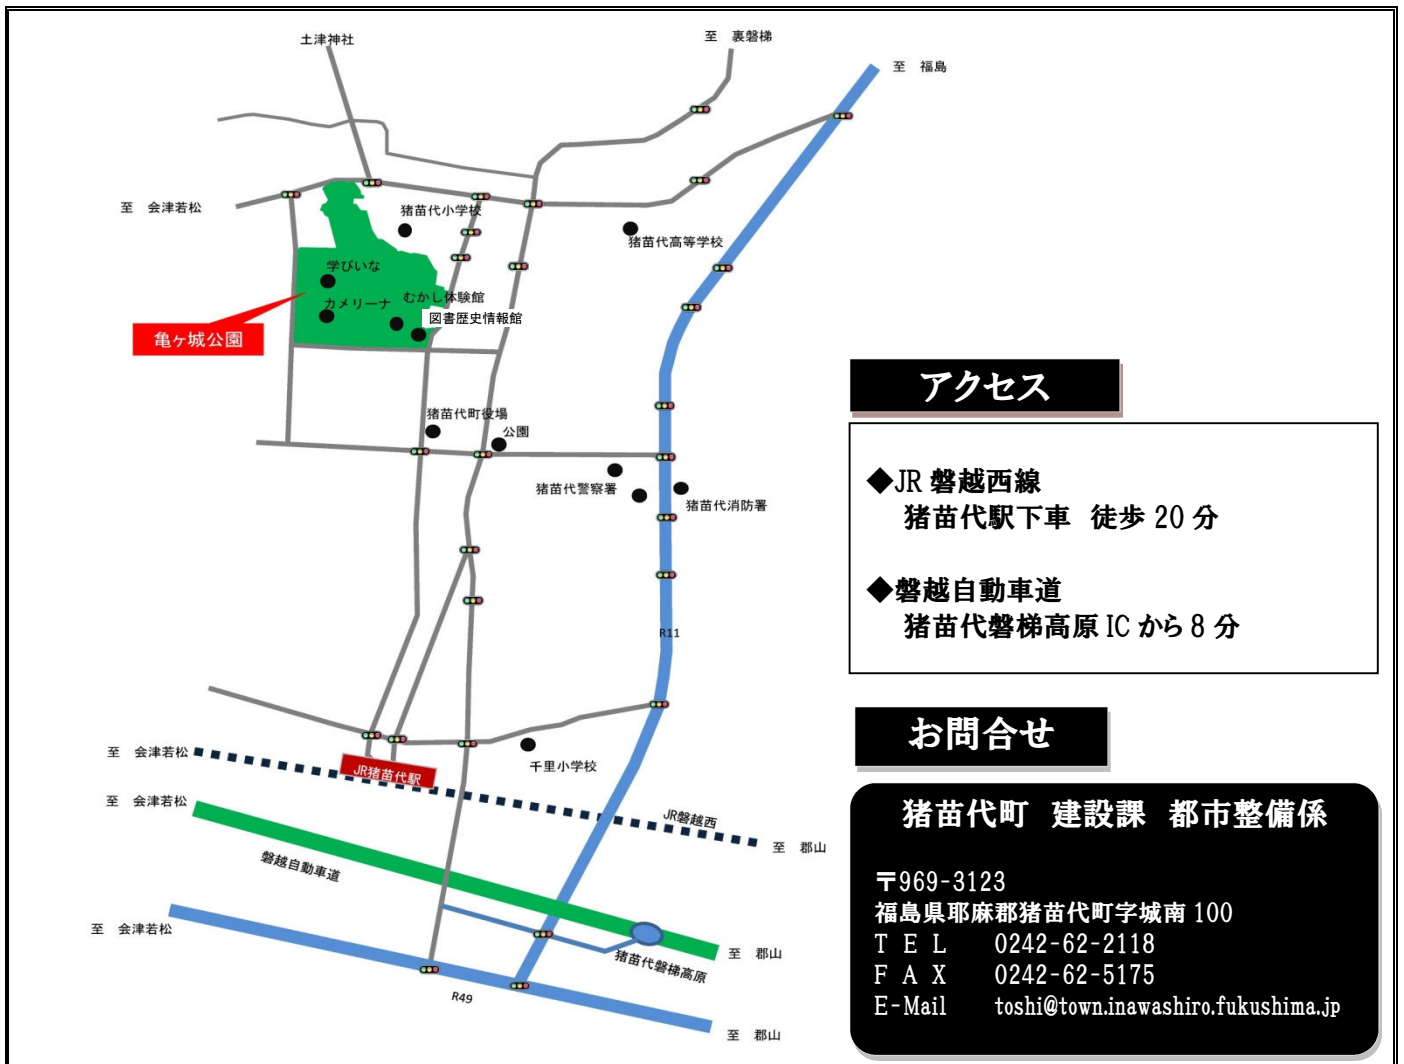 土津神社
至　裏磐梯
至　福島
至　会津若松
猪苗代小学校
猪苗代高等学校
学びいな
カメリーナ
むかし体験館
図書歴史情報館
亀ヶ城公園
猪苗代町役場
公園
猪苗代警察署
猪苗代消防署
R11
千里小学校
至　会津若松
JR猪苗代駅
JR磐越西
至　郡山
至　会津若松
磐越自動車道
至　郡山
猪苗代磐梯高原
至　会津若松
R49
至　郡山
アクセス
◆JR 磐越西線
猪苗代駅下車　徒歩 20 分
◆磐越自動車道
猪苗代磐梯高原 IC から 8 分
お問合せ
猪苗代町　建設課　都市整備係
〒969-3123
福島県耶麻郡猪苗代町字城南 100
T E L　0242-62-2118
F A X　0242-62-5175
E-Mail　toshi@town.inawashiro.fukushima.jp